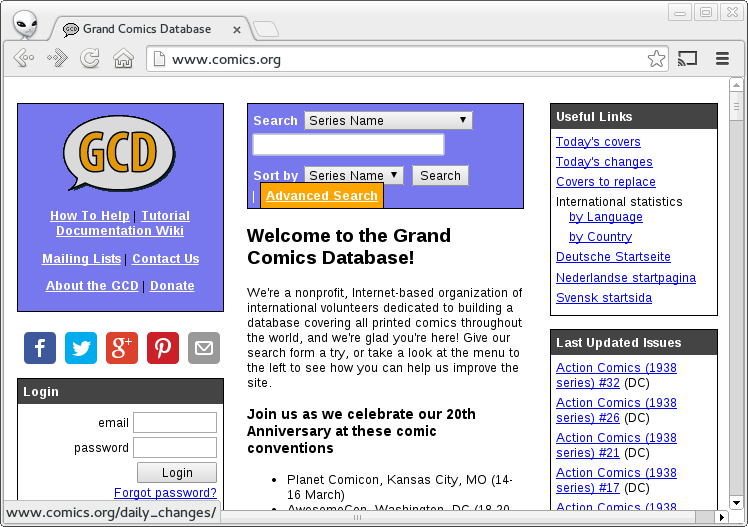 Grand Comics Database
www.comics.org
GCD
How To Help | Tutorial
Documentation Wiki
Mailing Lists | Contact Us
About the GCD | Donate
Login
email
password
Login
Forgot password?
Search Series Name
Sort by Series Name Search
| Advanced Search
Welcome to the Grand
Comics Database!
We're a nonprofit, Internet-based organization of
international volunteers dedicated to building a
database covering all printed comics throughout
the world, and we're glad you're here! Give our
search form a try, or take a look at the menu to
the left to see how you can help us improve the
site.
Join us as we celebrate our 20th
Anniversary at these comic
conventions
• Planet Comicon, Kansas City, MO (14-
16 March)
• AwesomeCon, Washington, DC (18-20
Useful Links
Today's covers
Today's changes
Covers to replace
International statistics
by Language
by Country
Deutsche Startseite
Nederlandse startpagina
Svensk startsida
Last Updated Issues
Action Comics (1938
series) #32 (DC)
Action Comics (1938
series) #26 (DC)
Action Comics (1938
series) #21 (DC)
Action Comics (1938
series) #17 (DC)
Action Comics (1938
www.comics.org/daily_changes/